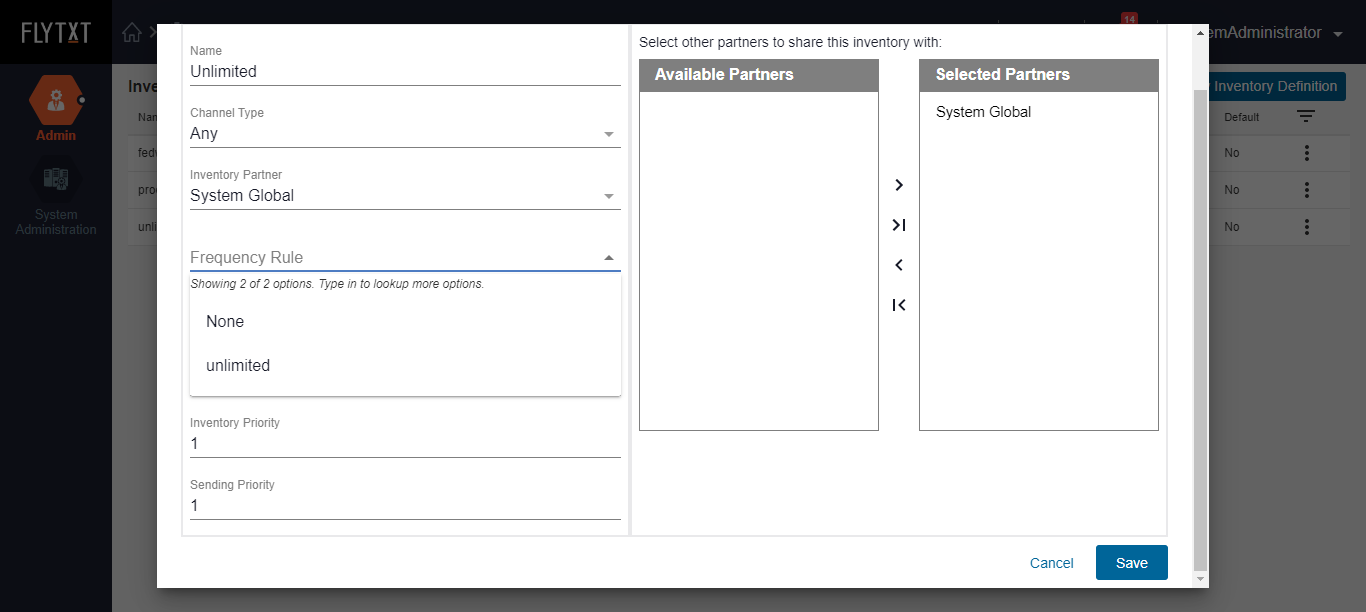 FLYTXT
14
emAdministrator
Admin
System
Administration
Inve
Inventory Definition
Nan
Default
fedv
No
pro
No
unli
No
Name
Unlimited
Channel Type
Any
Inventory Partner
System Global
Frequency Rule
Showing 2 of 2 options. Type in to lookup more options.
None
unlimited
Inventory Priority
1
Sending Priority
1
Select other partners to share this inventory with:
Available Partners
Selected Partners
System Global
Cancel
Save